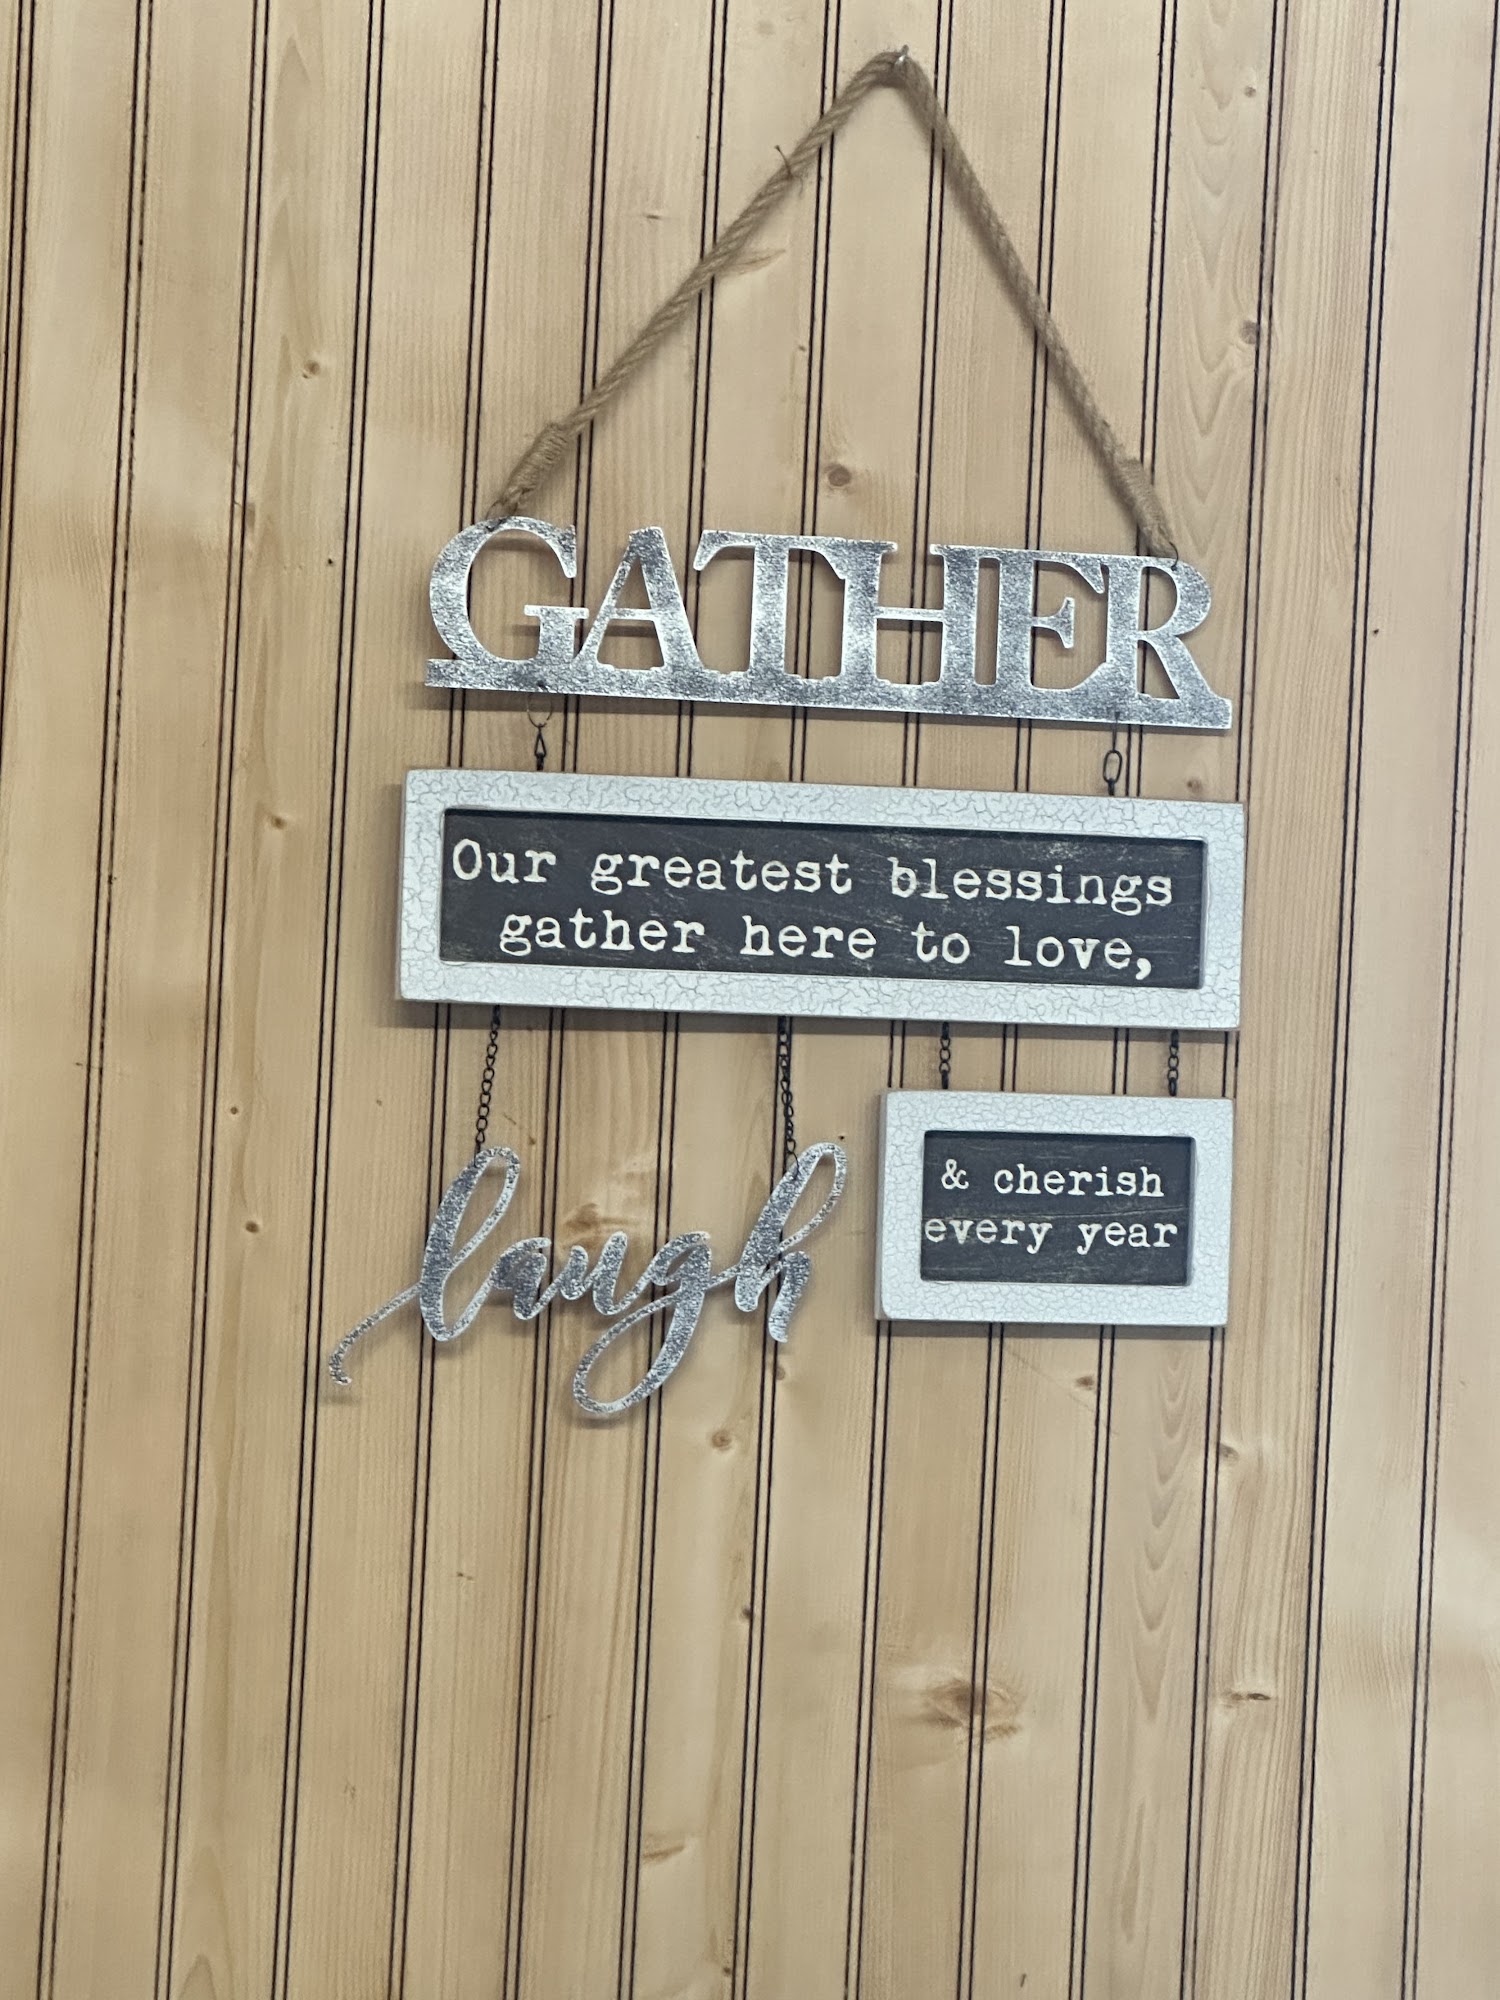 GATHER
Our greatest blessings
gather here to love,
laugh
& cherish
every year